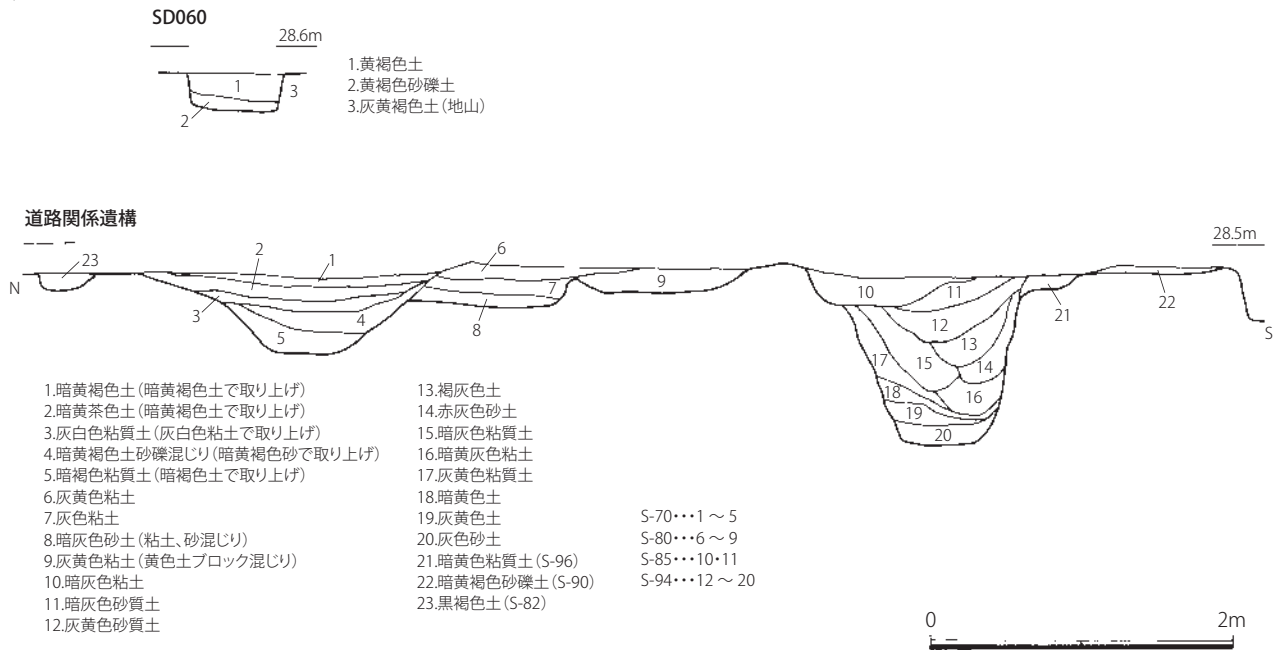 SD060
28.6m
1
3
2
1.黄褐色土
2.黄褐色砂礫土
3.灰黄褐色土(地山)
道路関係遺構
28.5m
N
23
2
1
6
3
4
5
7
8
9
10
11
12
13
14
15
16
17
18
19
20
21
22
S
1.暗黄褐色土(暗黄褐色土で取り上げ)
2.暗黄茶色土(暗黄褐色土で取り上げ)
3.灰白色粘質土(灰白色粘土で取り上げ)
4.暗黄褐色土砂礫混じり(暗黄褐色砂で取り上げ)
5.暗褐色粘質土(暗褐色土で取り上げ)
6.灰黄色粘土
7.灰色粘土
8.暗灰色砂土(粘土、砂混じり)
9.灰黄色粘土(黄色土ブロック混じり)
10.暗灰色粘土
11.暗灰色砂質土
12.灰黄色砂質土
13.褐灰色土
14.赤灰色砂土
15.暗灰色粘質土
16.暗黄灰色粘土
17.灰黄色粘質土
18.暗黄色土
19.灰黄色土
20.灰色砂土
21.暗黄色粘質土(S-96)
22.暗黄褐色砂礫土(S-90)
23.黒褐色土(S-82)
S-70･･･1 ～ 5
S-80･･･6 ～ 9
S-85･･･10･11
S-94･･･12 ～ 20
0 2m